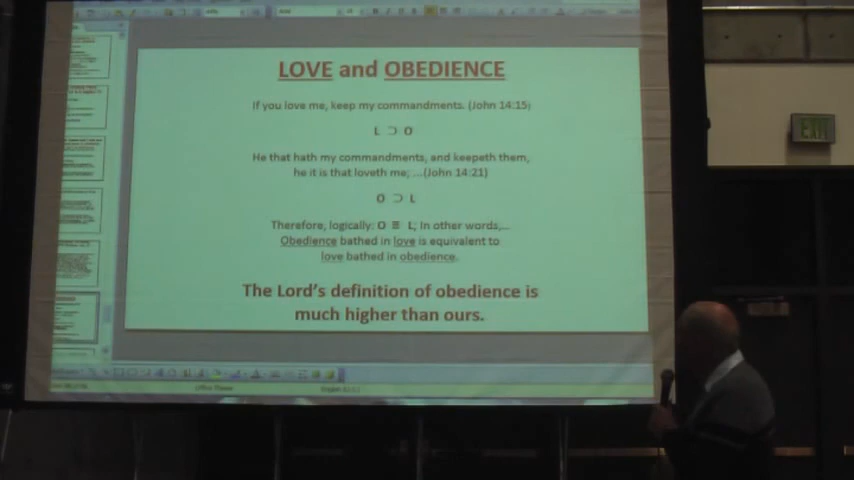 LOVE and OBEDIENCE
If you love me, keep my commandments. (John 14:15)
L ⊃ O
He that hath my commandments, and keepeth them,
he it is that loveth me; ...(John 14:21)
O ⊃ L
Therefore, logically: O ≡ L; In other words,...
Obedience bathed in love is equivalent to
love bathed in obedience.
The Lord's definition of obedience is
much higher than ours.
EXIT
Office Theme